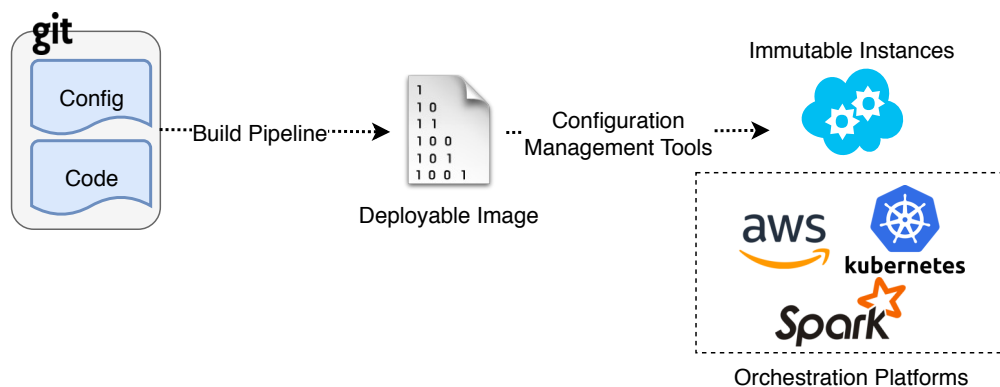 git
Config
Code
Build Pipeline
1
1 0
1 1
1 0 0
1 0 1
1 0 0 1
Deployable Image
Configuration
Management Tools
Immutable Instances
aws
kubernetes
Spark
Orchestration Platforms